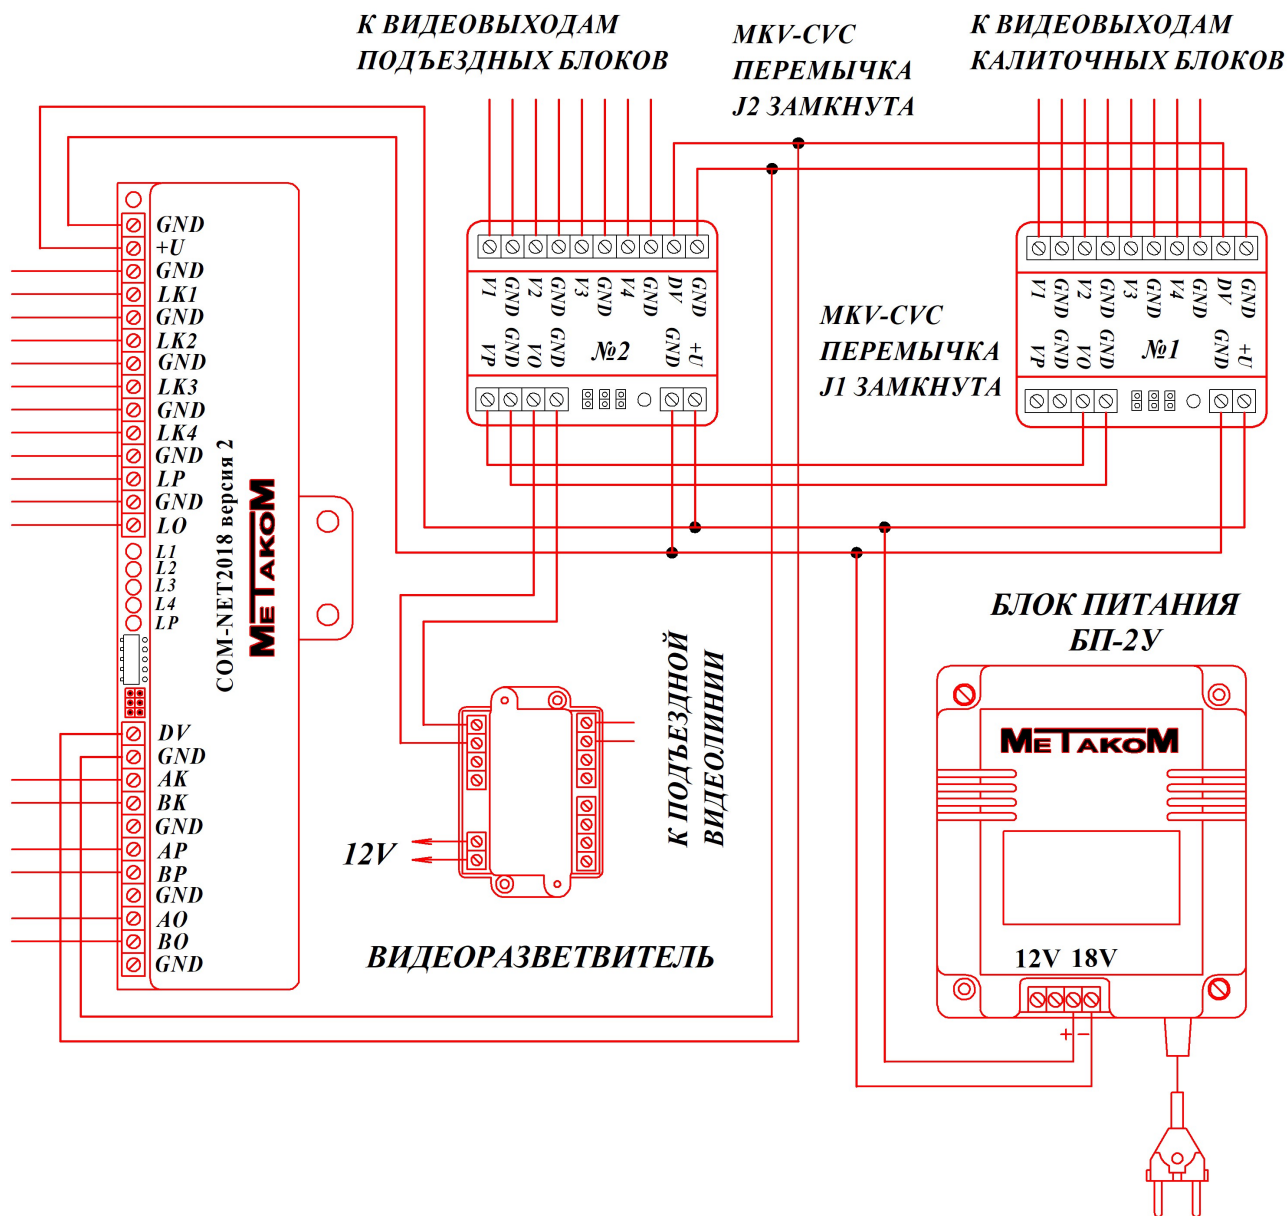 К ВИДЕОВЫХОДАМ
ПОДЪЕЗДНЫХ БЛОКОВ
MKV-CVC
ПЕРЕМЫЧКА
J2 ЗАМКНУТА
К ВИДЕОВЫХОДАМ
КАЛИТОЧНЫХ БЛОКОВ
GND
+U
GND
LK1
GND
LK2
GND
LK3
GND
LK4
GND
LP
GND
LO
L1
L2
L3
L4
LP
DV
GND
AK
BK
GND
AP
BP
GND
AO
BO
GND
COM-NET2018 версия 2
МЕТАКОМ
V1 GND V2 GND V3 GND V4 GND DV GND
VP GND VO GND №2 GND +U
MKV-CVC
ПЕРЕМЫЧКА
J1 ЗАМКНУТА
V1 GND V2 GND V3 GND V4 GND DV GND
VP GND VO GND №1 GND +U
12V
ВИДЕОРАЗВЕТВИТЕЛЬ
К ПОДЪЕЗДНОЙ
ВИДЕОЛИНИИ
БЛОК ПИТАНИЯ
БП-2У
МЕТАКОМ
12V 18V
+ −